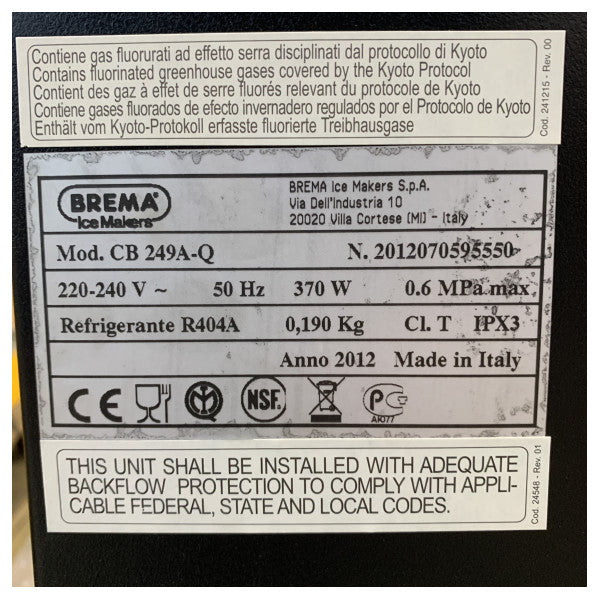 Contiene gas fluorurati ad effetto serra disciplinati dal protocollo di Kyoto
Contains fluorinated greenhouse gases covered by the Kyoto Protocol
Contient des gaz à effet de serre fluorés relevant du protocole de Kyoto
Contiene gases fluorados de efecto invernadero regulados por el Protocolo de Kyoto
Enthält vom Kyoto-Protokoll erfasste fluorierte Treibhausgase
Cod. 241215 - Rev. 00
BREMA®
Ice Makers
BREMA Ice Makers S.p.A.
Via Dell'Industria 10
20020 Villa Cortese (MI) - Italy
Mod. CB 249A-Q N. 2012070595550
220-240 V ~ 50 Hz 370 W 0.6 MPa max
Refrigerante R404A 0,190 Kg Cl. T IPX3
Anno 2012 Made in Italy
CE NSF. PC
АЮ77
THIS UNIT SHALL BE INSTALLED WITH ADEQUATE
BACKFLOW PROTECTION TO COMPLY WITH APPLI-
CABLE FEDERAL, STATE AND LOCAL CODES.
Cod. 24548 - Rev. 01